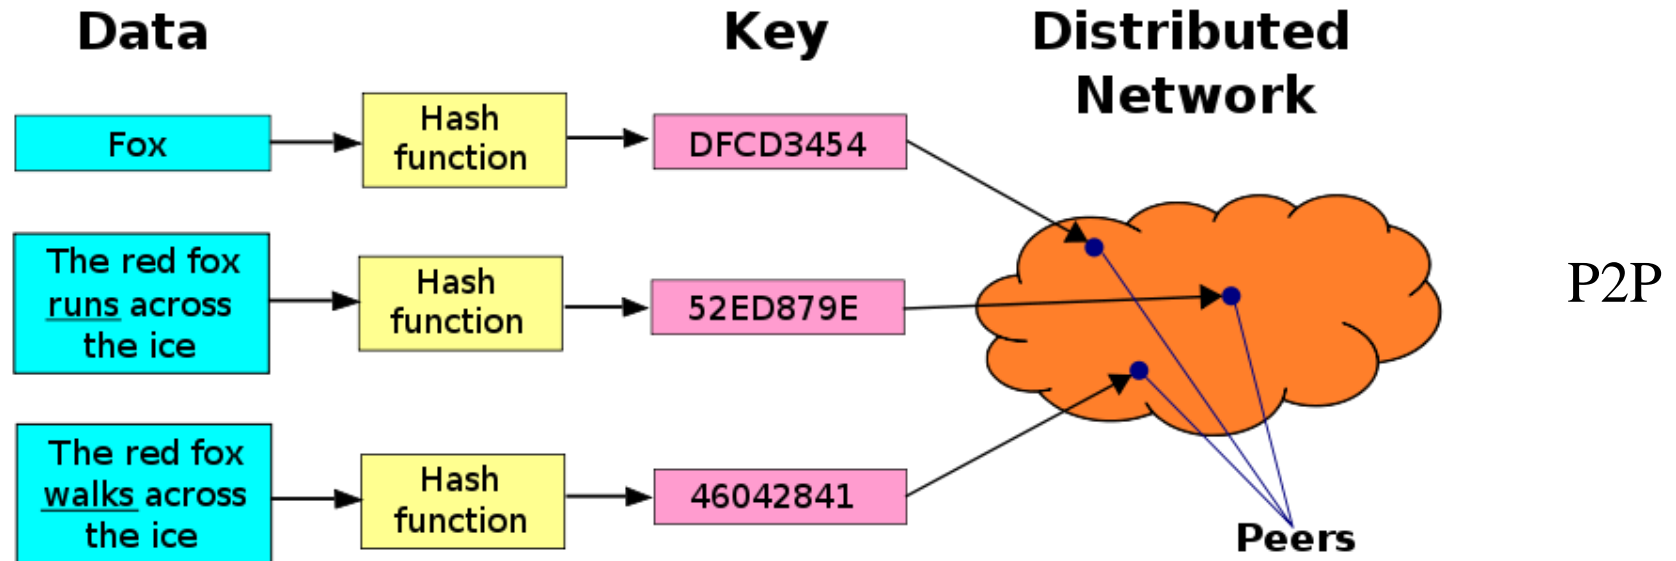 Data
Key
Distributed
Network
Fox
Hash
function
DFCD3454
The red fox
runs across
the ice
Hash
function
52ED879E
P2P
The red fox
walks across
the ice
Hash
function
46042841
Peers